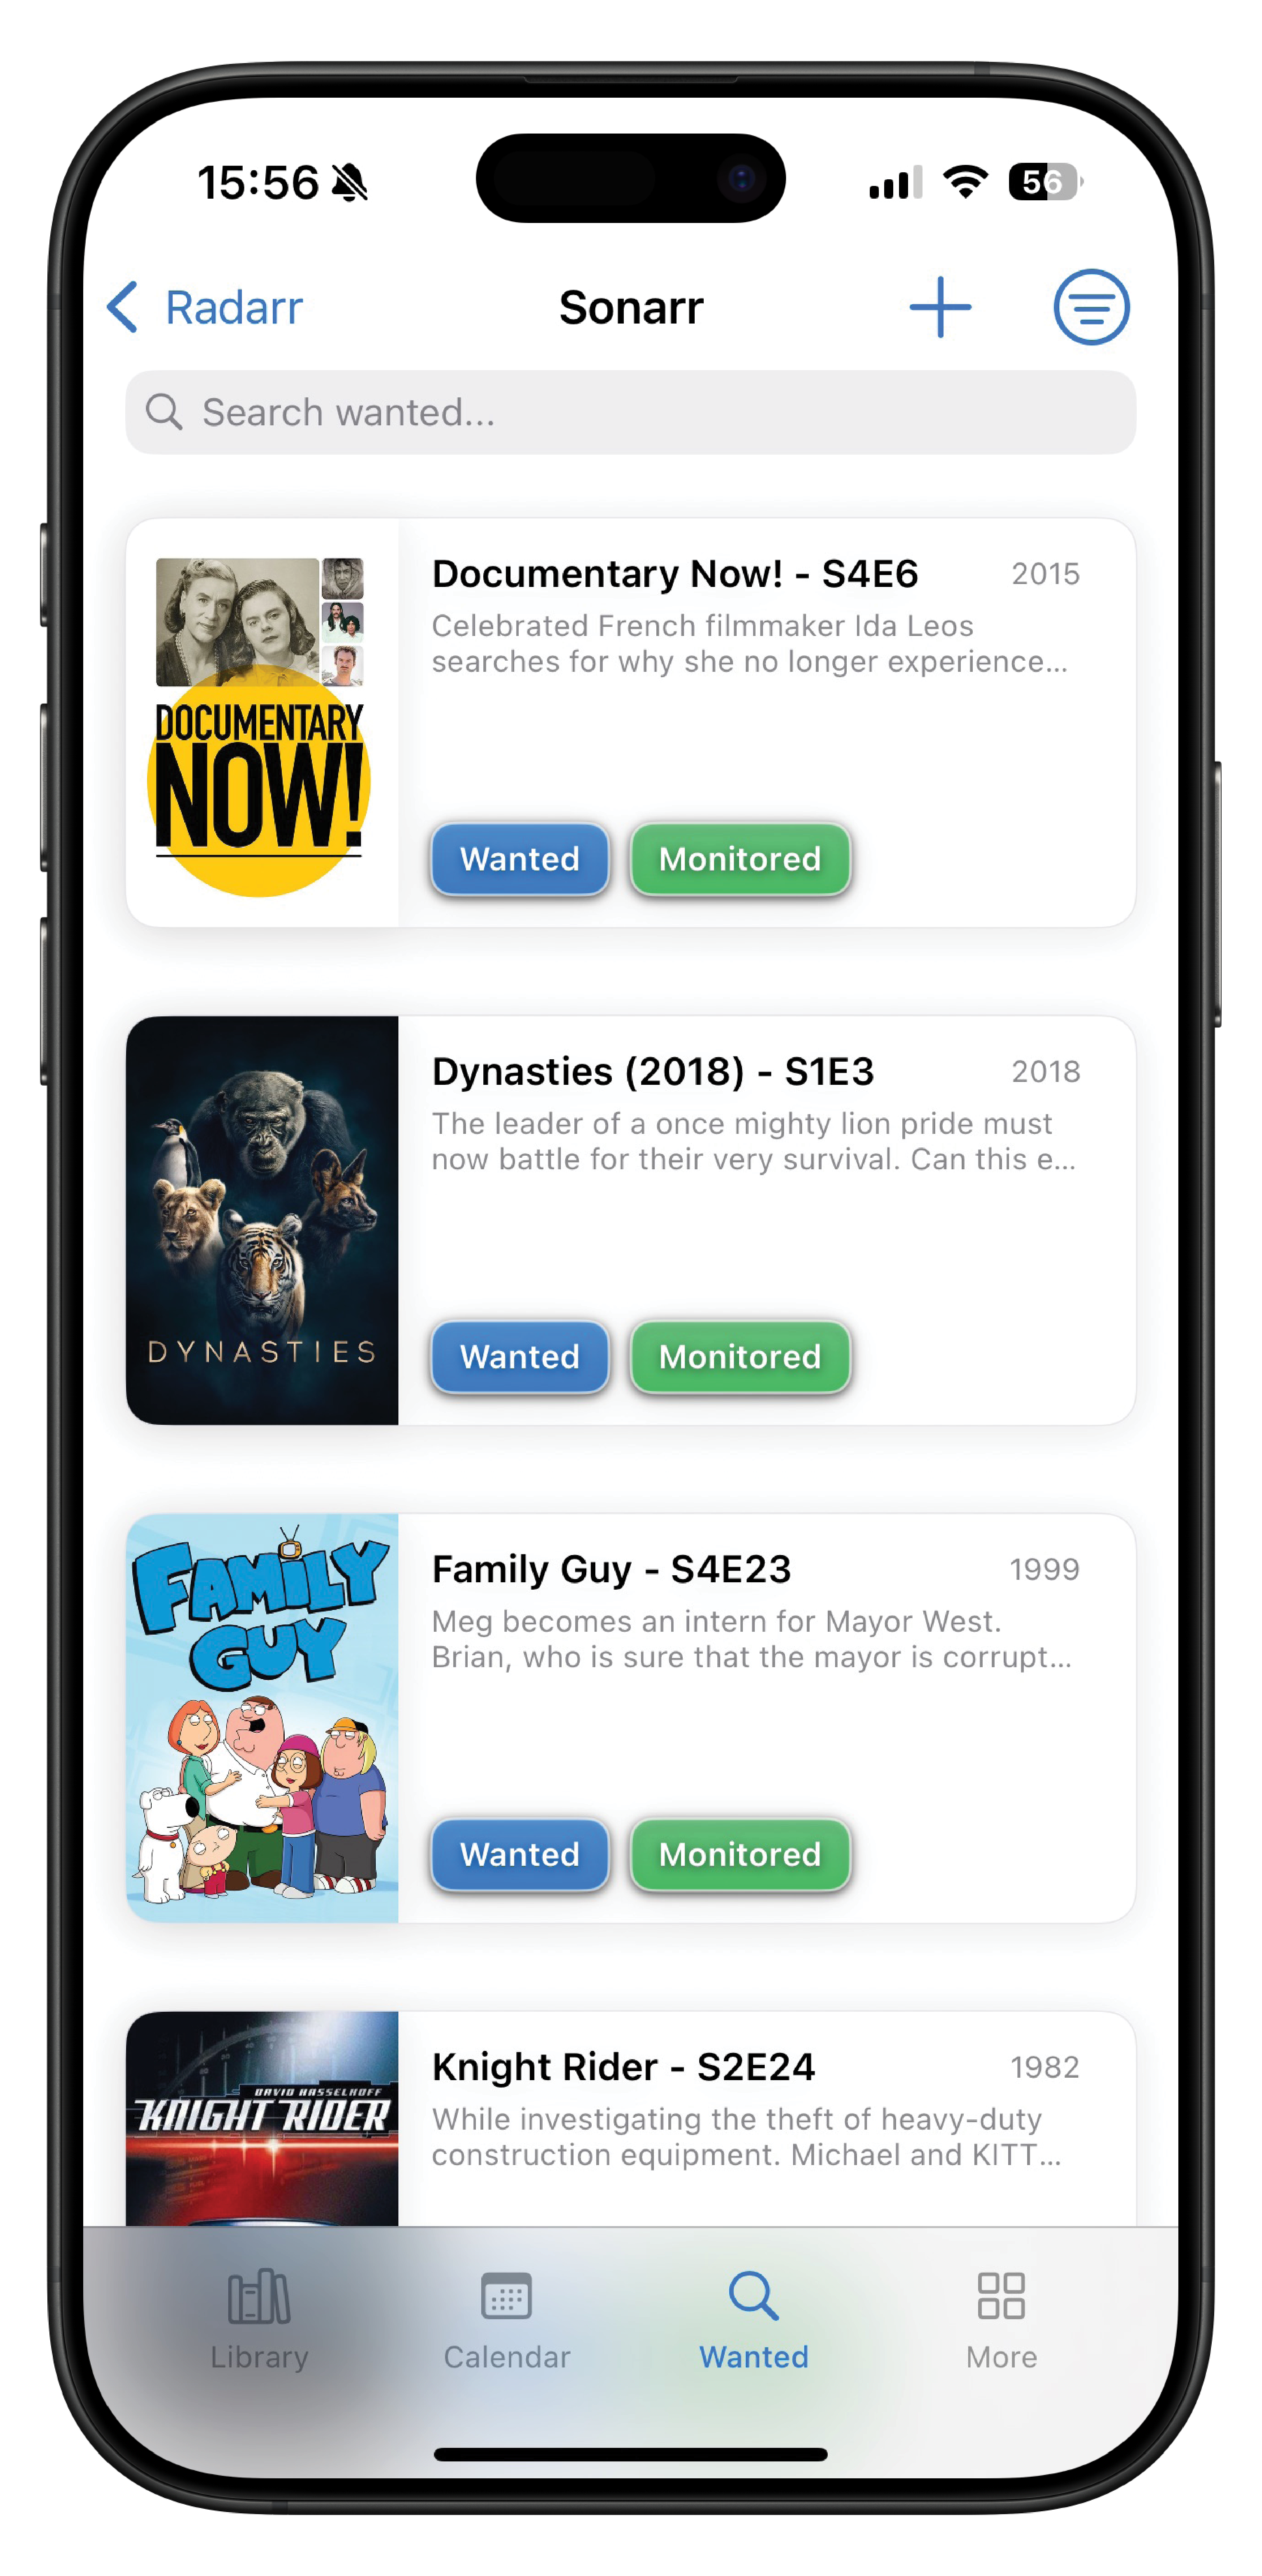 15:56
56
Radarr
Sonarr
Search wanted...
DOCUMENTARY
NOW!
Documentary Now! - S4E6
2015
Celebrated French filmmaker Ida Leos
searches for why she no longer experience...
Wanted
Monitored
DYNASTIES
Dynasties (2018) - S1E3
2018
The leader of a once mighty lion pride must
now battle for their very survival. Can this e...
Wanted
Monitored
FAMILY
GUY
Family Guy - S4E23
1999
Meg becomes an intern for Mayor West.
Brian, who is sure that the mayor is corrupt...
Wanted
Monitored
DAVID HASSELHOFF
KNIGHT RIDER
Knight Rider - S2E24
1982
While investigating the theft of heavy-duty
construction equipment. Michael and KITT...
Library
Calendar
Wanted
More